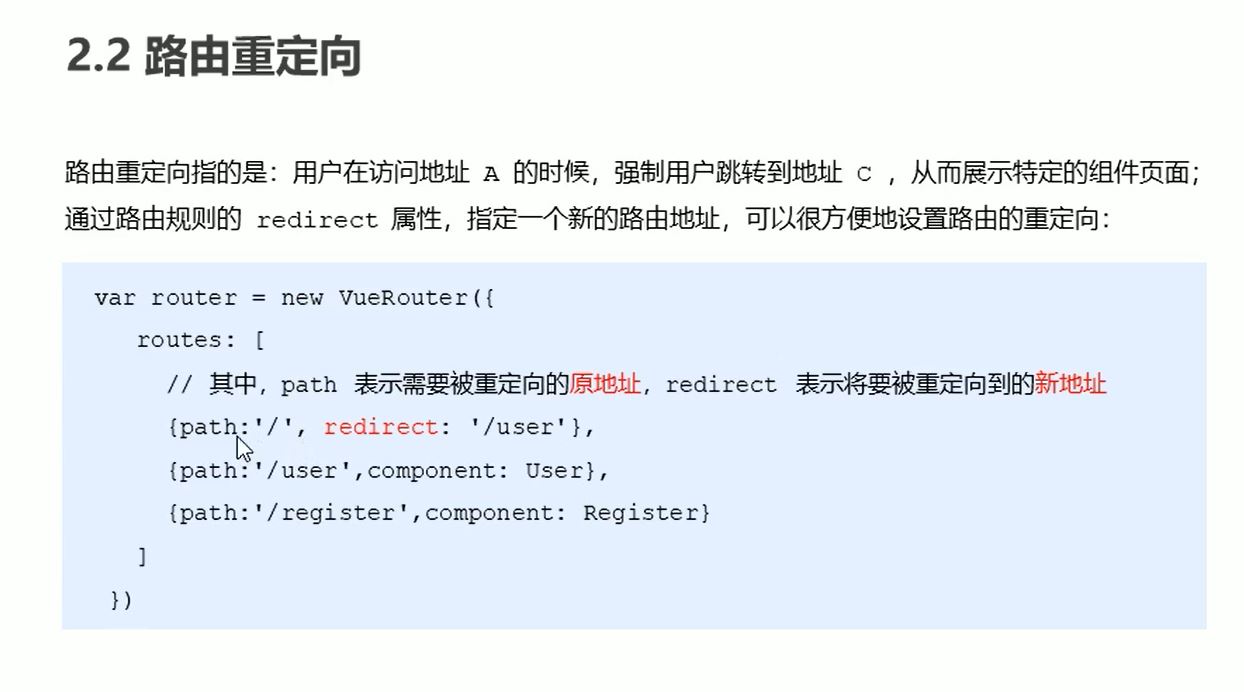 2.2 路由重定向
路由重定向指的是：用户在访问地址 A 的时候，强制用户跳转到地址 C ，从而展示特定的组件页面；
通过路由规则的 redirect 属性，指定一个新的路由地址，可以很方便地设置路由的重定向：
var router = new VueRouter({
routes: [
// 其中，path 表示需要被重定向的原地址，redirect 表示将要被重定向到的新地址
{path:'/', redirect: '/user'},
{path:'/user',component: User},
{path:'/register',component: Register}
]
})